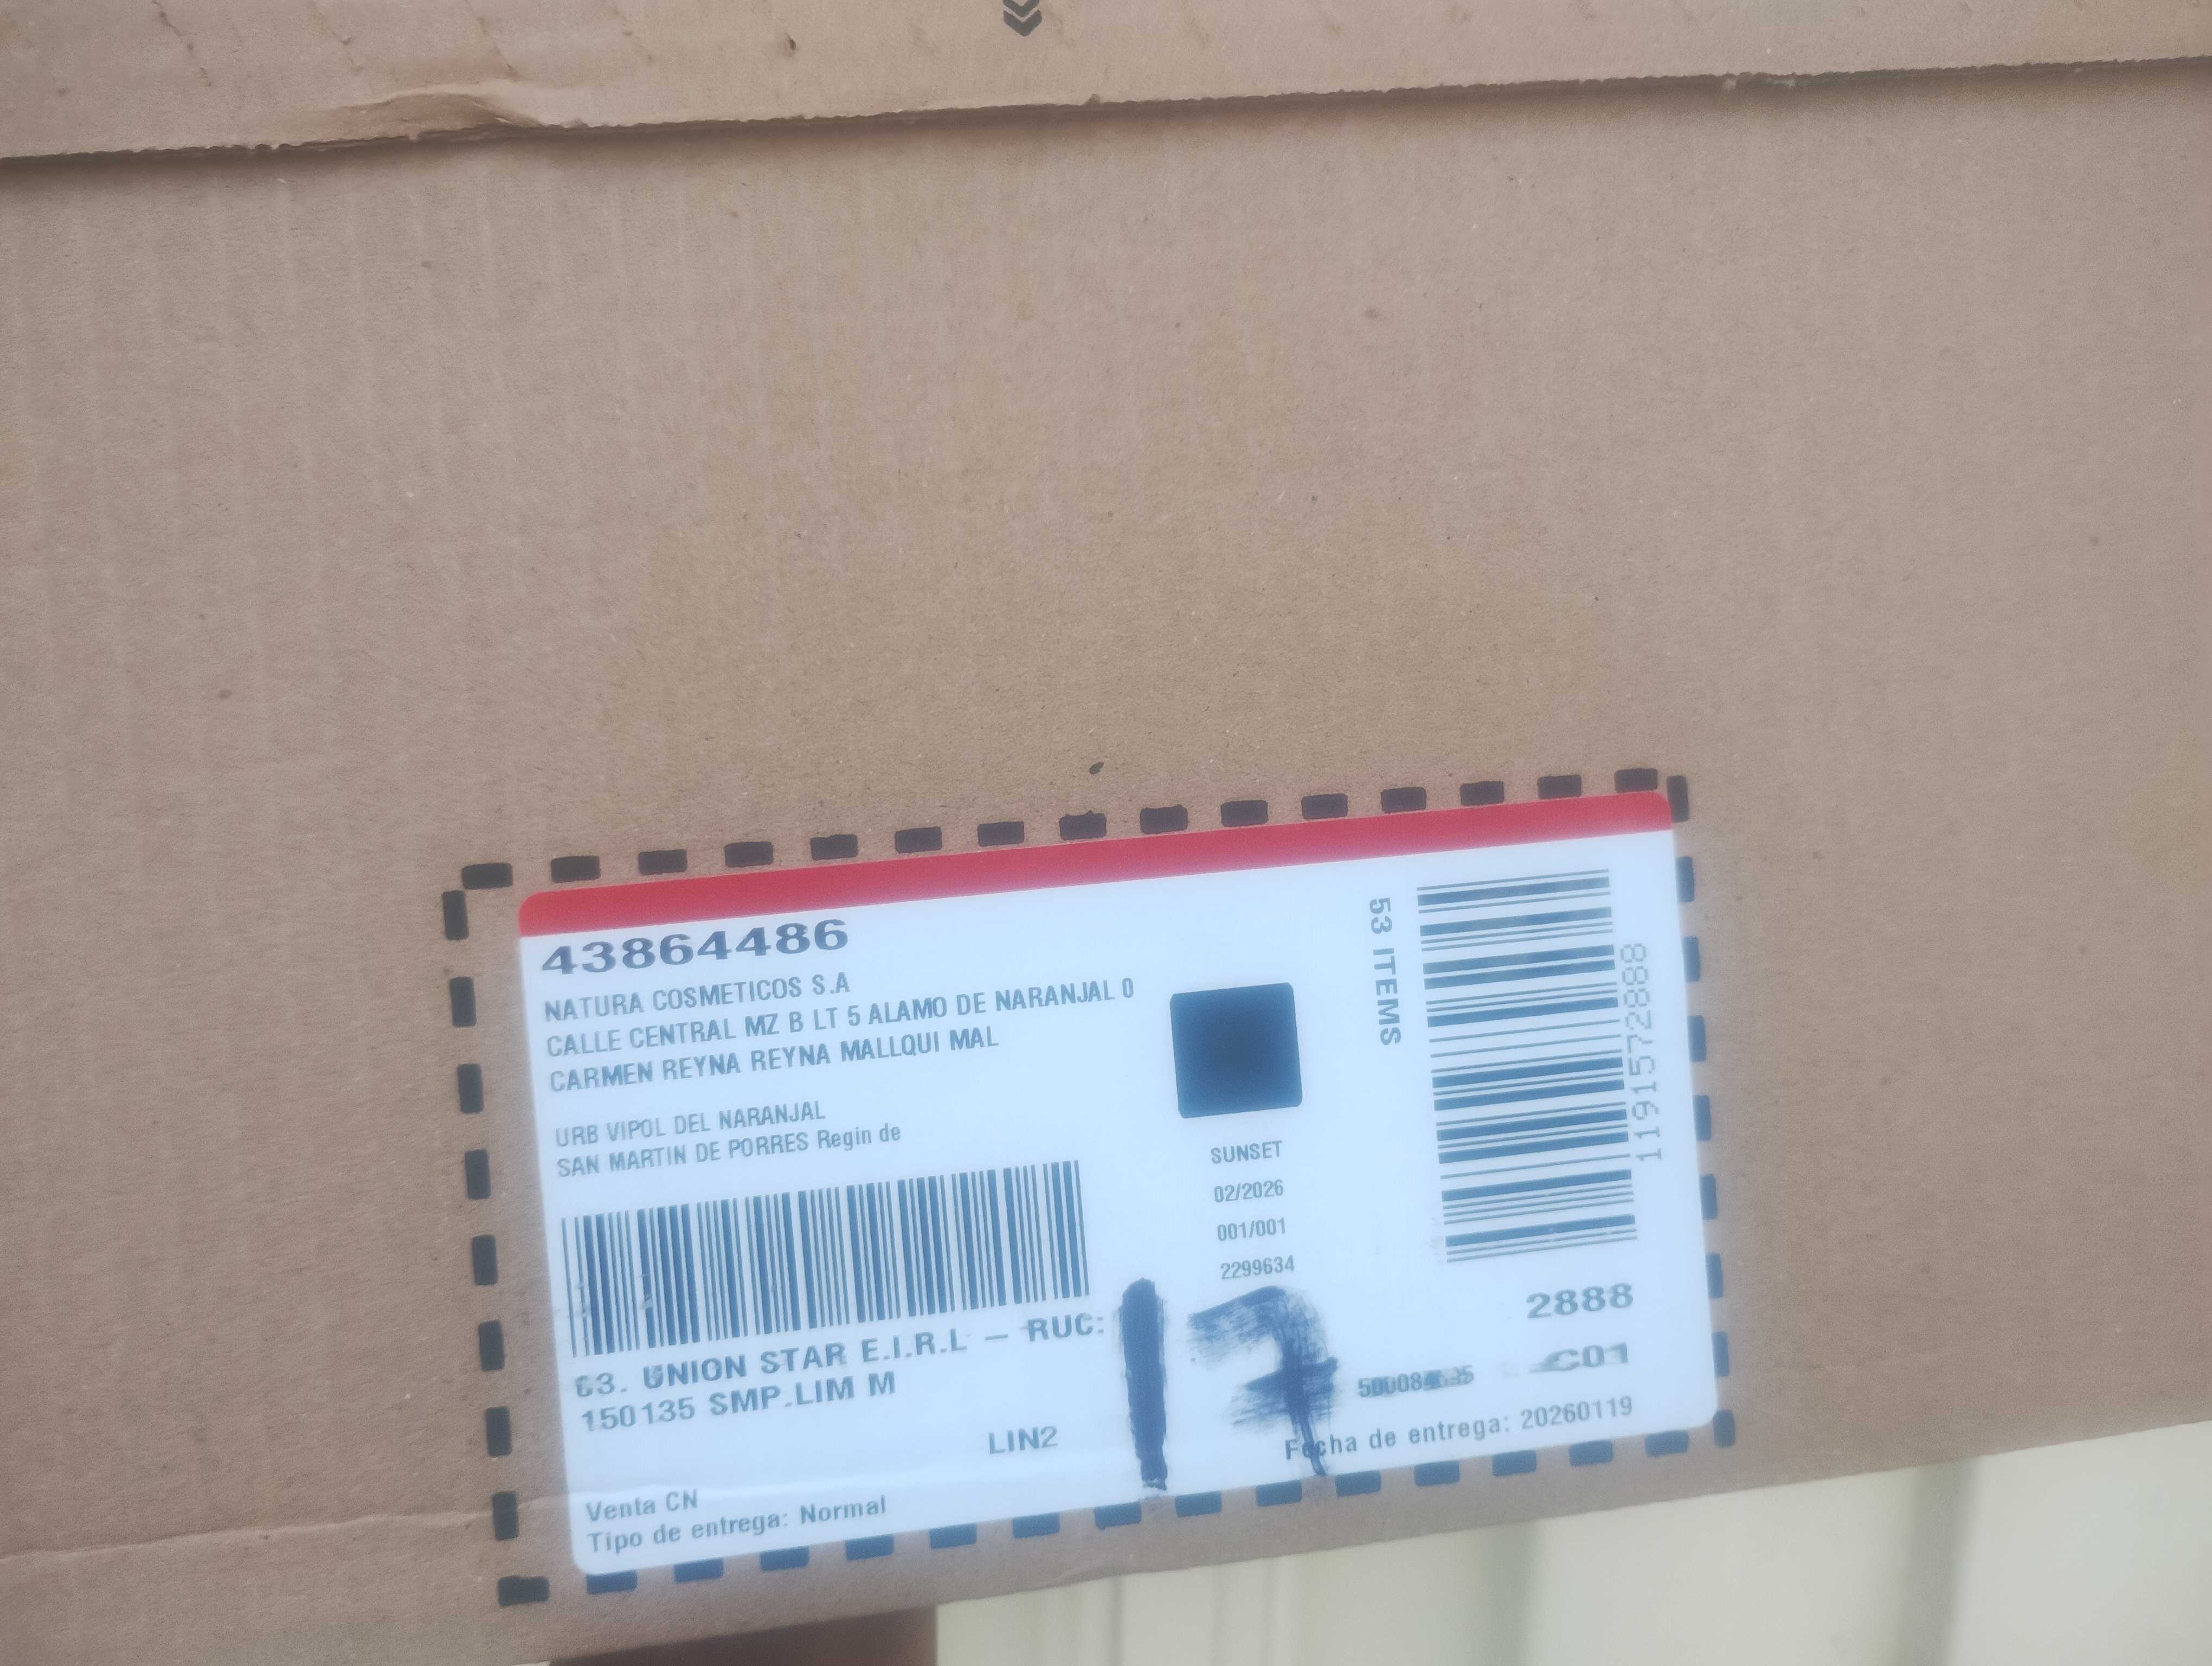 43864486
NATURA COSMETICOS S.A
CALLE CENTRAL MZ B LT 5 ALAMO DE NARANJAL 0
CARMEN REYNA REYNA MALLQUI MAL
URB VIPOL DEL NARANJAL
SAN MARTIN DE PORRES Regin de
63. UNION STAR E.I.R.L – RUC:
150135 SMP.LIM M
LIN2
Venta CN
Tipo de entrega: Normal
SUNSET
02/2026
001/001
2299634
17
53 ITEMS
1191572888
2888
C01
Fecha de entrega: 20260119